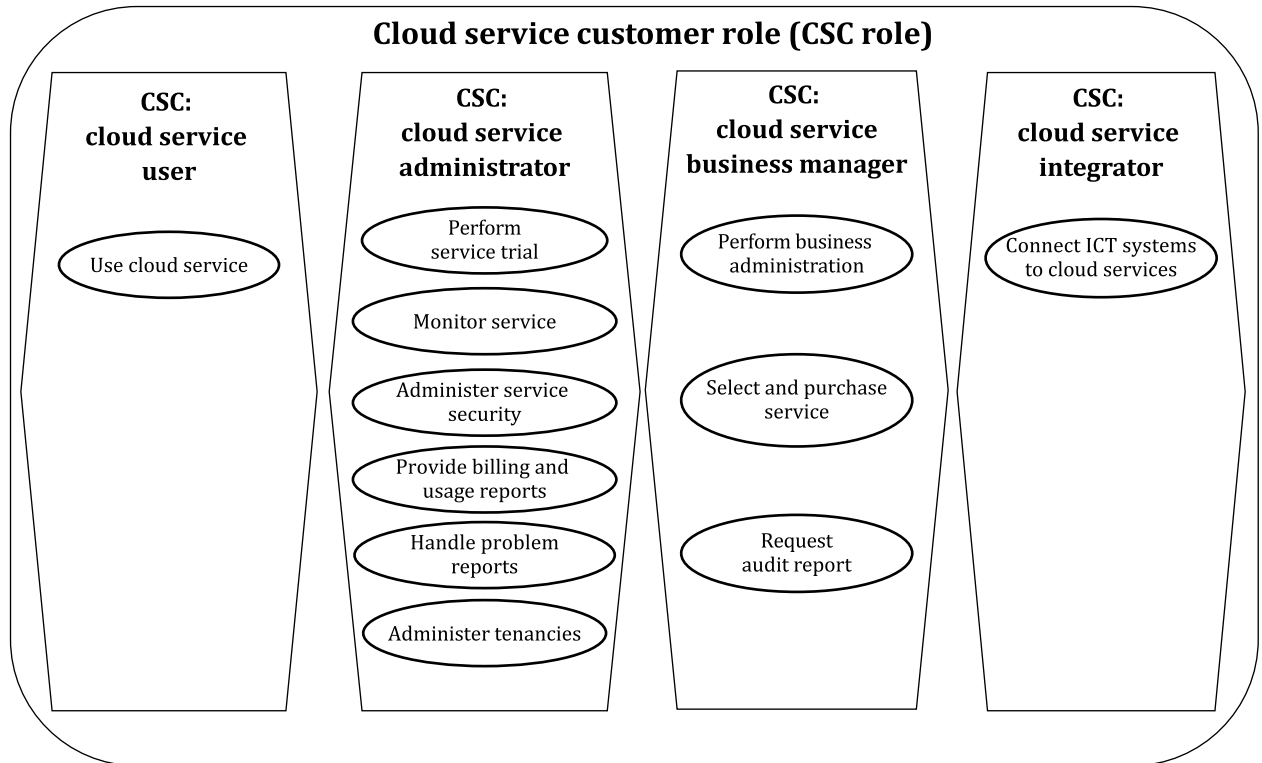 Cloud service customer role (CSC role)
CSC:
cloud service
user
Use cloud service
CSC:
cloud service
administrator
Perform
service trial
Monitor service
Administer service
security
Provide billing and
usage reports
Handle problem
reports
Administer tenancies
CSC:
cloud service
business manager
Perform business
administration
Select and purchase
service
Request
audit report
CSC:
cloud service
integrator
Connect ICT systems
to cloud services